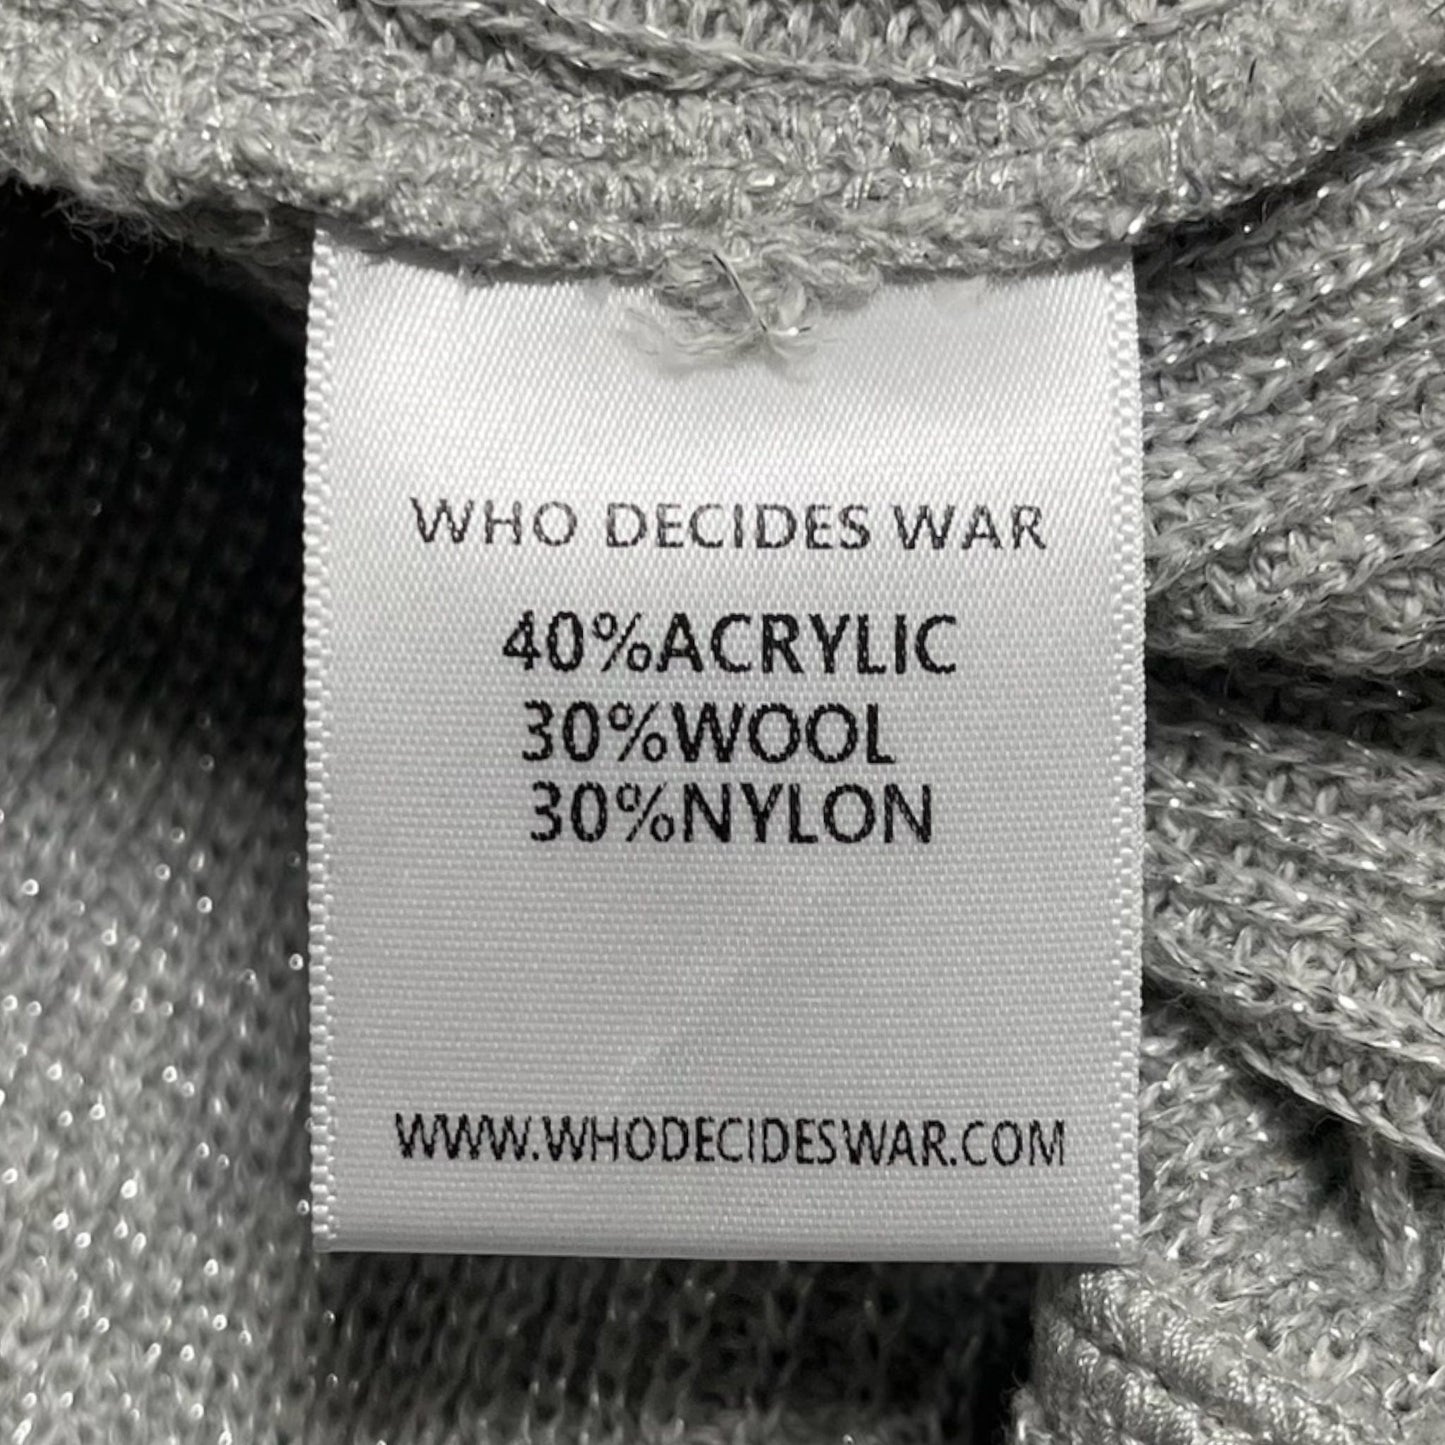 WHO DECIDES WAR
40%ACRYLIC
30%WOOL
30%NYLON
WWW.WHODECIDESWAR.COM